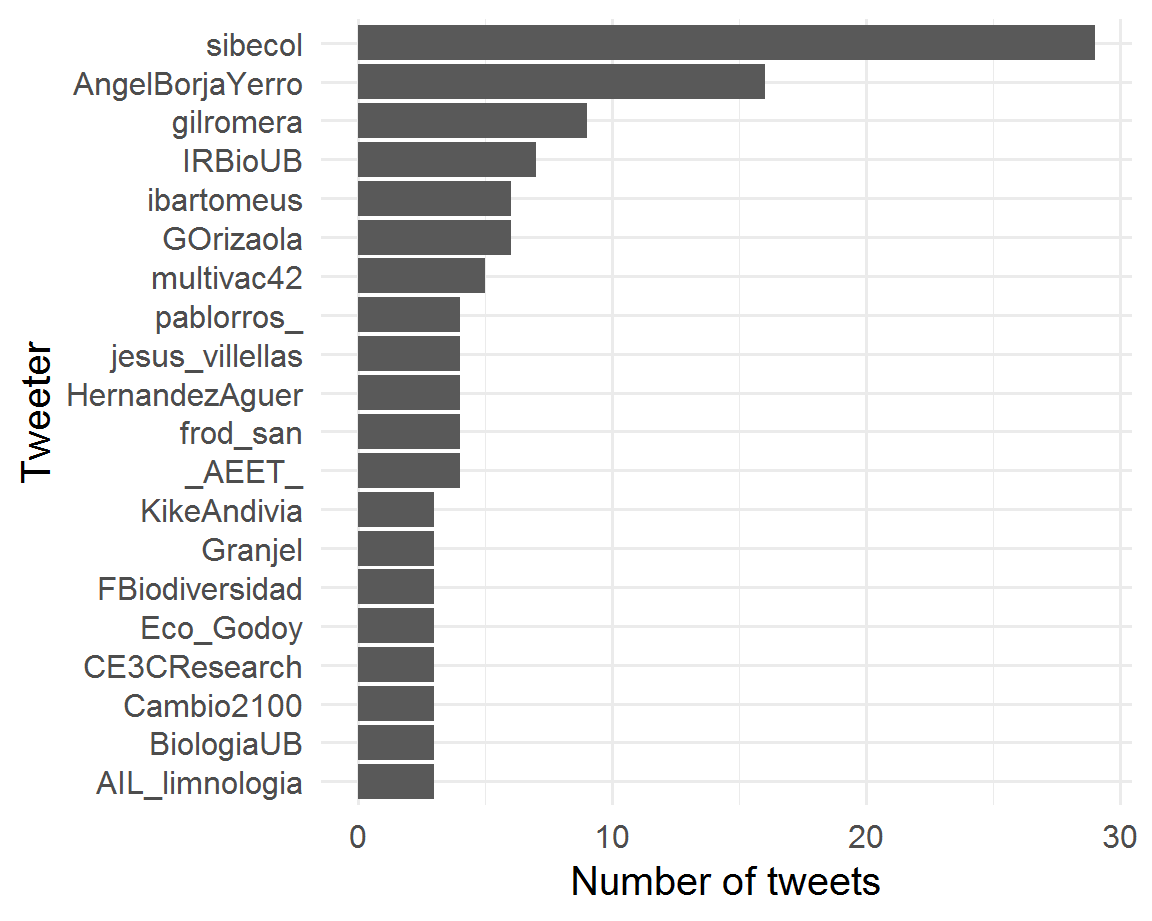 sibecol
AngelBorjaYerro
gilromera
IRBioUB
ibartomeus
GOrizaola
multivac42
pablorros_
jesus_villellas
HernandezAguer
frod_san
_AEET_
KikeAndivia
Granjel
FBiodiversidad
Eco_Godoy
CE3CResearch
Cambio2100
BiologiaUB
AIL_limnologia
Tweeter
0 10 20 30
Number of tweets